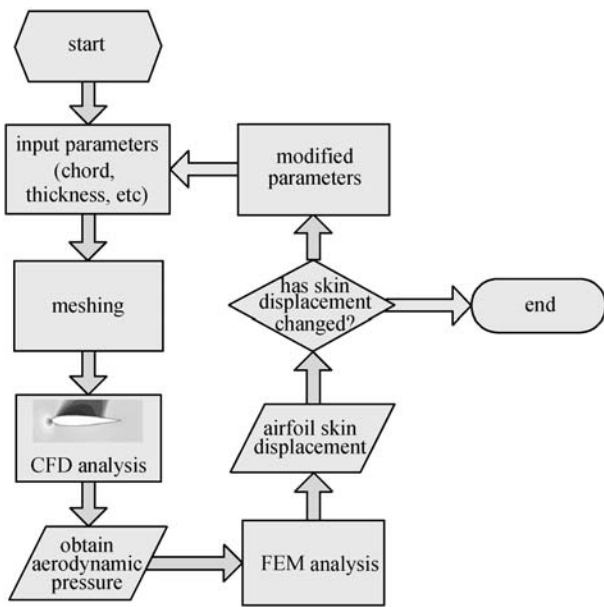 start
input parameters
(chord,
thickness, etc)
modified
parameters
meshing
has skin
displacement
changed?
end
CFD analysis
airfoil skin
displacement
obtain
aerodynamic
pressure
FEM analysis